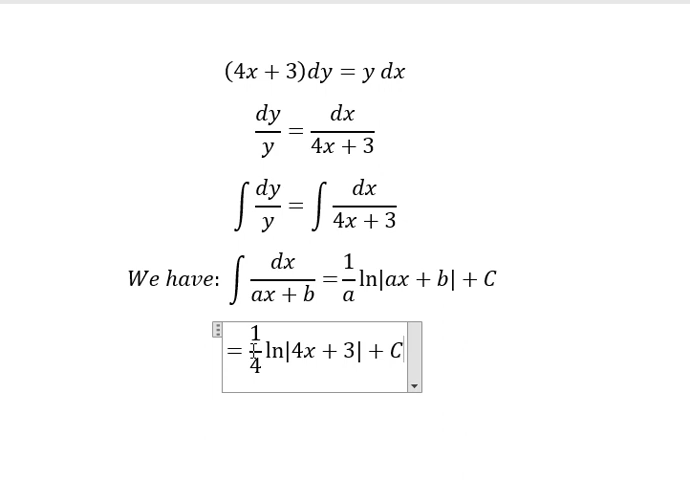 (4x + 3)dy = y dx
dy/y = dx/(4x + 3)
∫ dy/y = ∫ dx/(4x + 3)
We have: ∫ dx/(ax + b) = 1/a ln|ax + b| + C
= 1/4 ln|4x + 3| + C